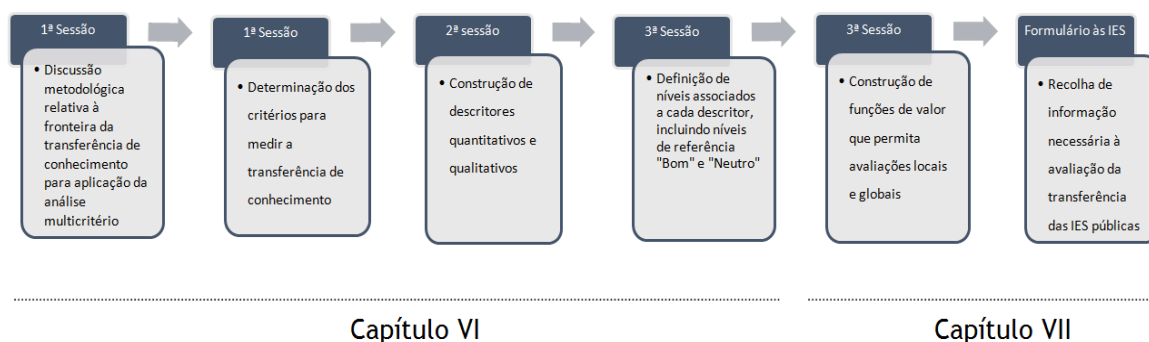 1ª Sessão
• Discussão
metodológica
relativa à
fronteira da
transferência de
conhecimento
para aplicação da
análise
multicritério
1ª Sessão
• Determinação dos
critérios para
medir a
transferência de
conhecimento
2ª sessão
• Construção de
descritores
quantitativos e
qualitativos
3ª Sessão
• Definição de
níveis associados
a cada descritor,
incluindo níveis
de referência
"Bom" e "Neutro"
3ª Sessão
• Construção de
funções de valor
que permita
avaliações locais
e globais
Formulário às IES
• Recolha de
informação
necessária à
avaliação da
transferência
das IES públicas
Capítulo VI
Capítulo VII